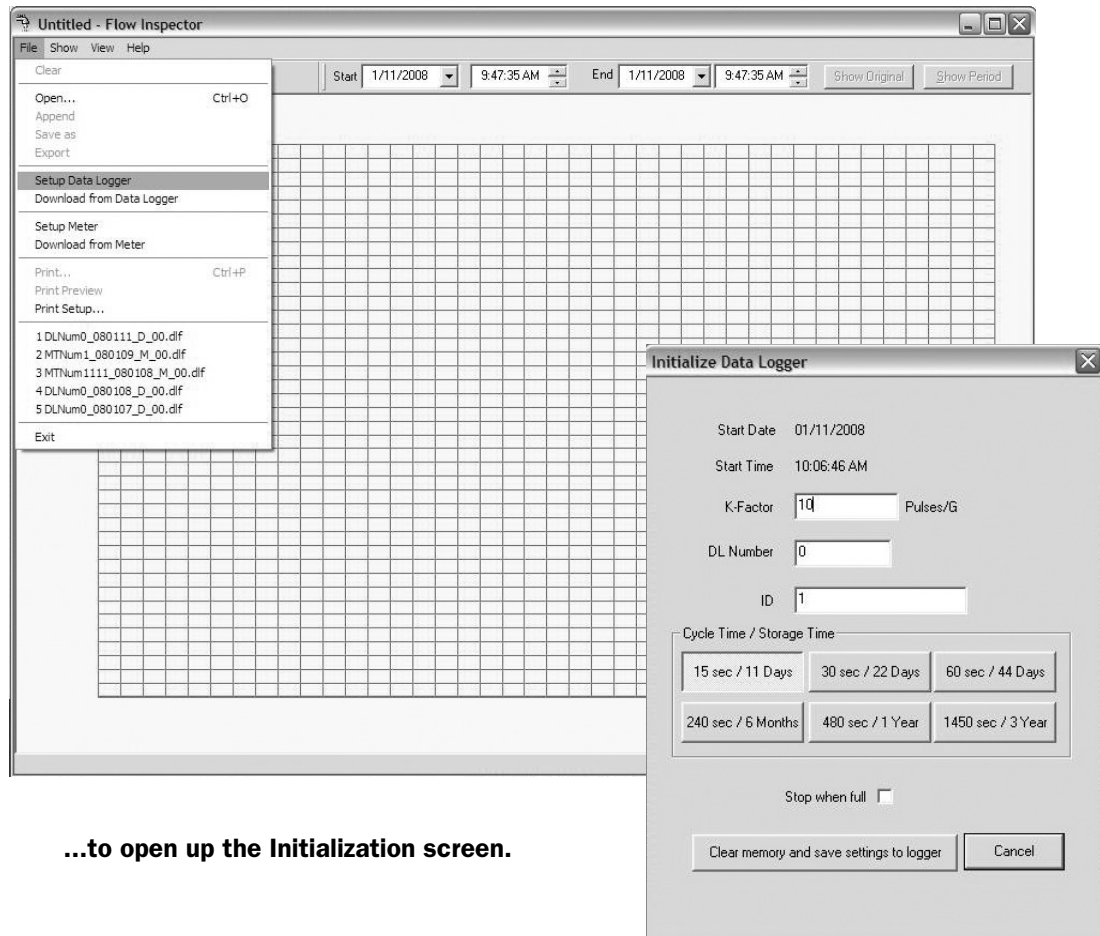 Untitled - Flow Inspector
File Show View Help
Start 1/11/2008 9:47:35 AM End 1/11/2008 9:47:35 AM Show Original Show Period
Clear
Open... Ctrl+O
Append
Save as
Export
Setup Data Logger
Download from Data Logger
Setup Meter
Download from Meter
Print... Ctrl+P
Print Preview
Print Setup...
1 DLNum0_080111_D_00.dlf
2 MTNum1_080109_M_00.dlf
3 MTNum1111_080108_M_00.dlf
4 DLNum0_080108_D_00.dlf
5 DLNum0_080107_D_00.dlf
Exit
Initialize Data Logger
Start Date 01/11/2008
Start Time 10:06:46 AM
K-Factor 10 Pulses/G
DL Number 0
ID 1
Cycle Time / Storage Time
15 sec / 11 Days 30 sec / 22 Days 60 sec / 44 Days
240 sec / 6 Months 480 sec / 1 Year 1450 sec / 3 Year
Stop when full
Clear memory and save settings to logger Cancel
...to open up the Initialization screen.